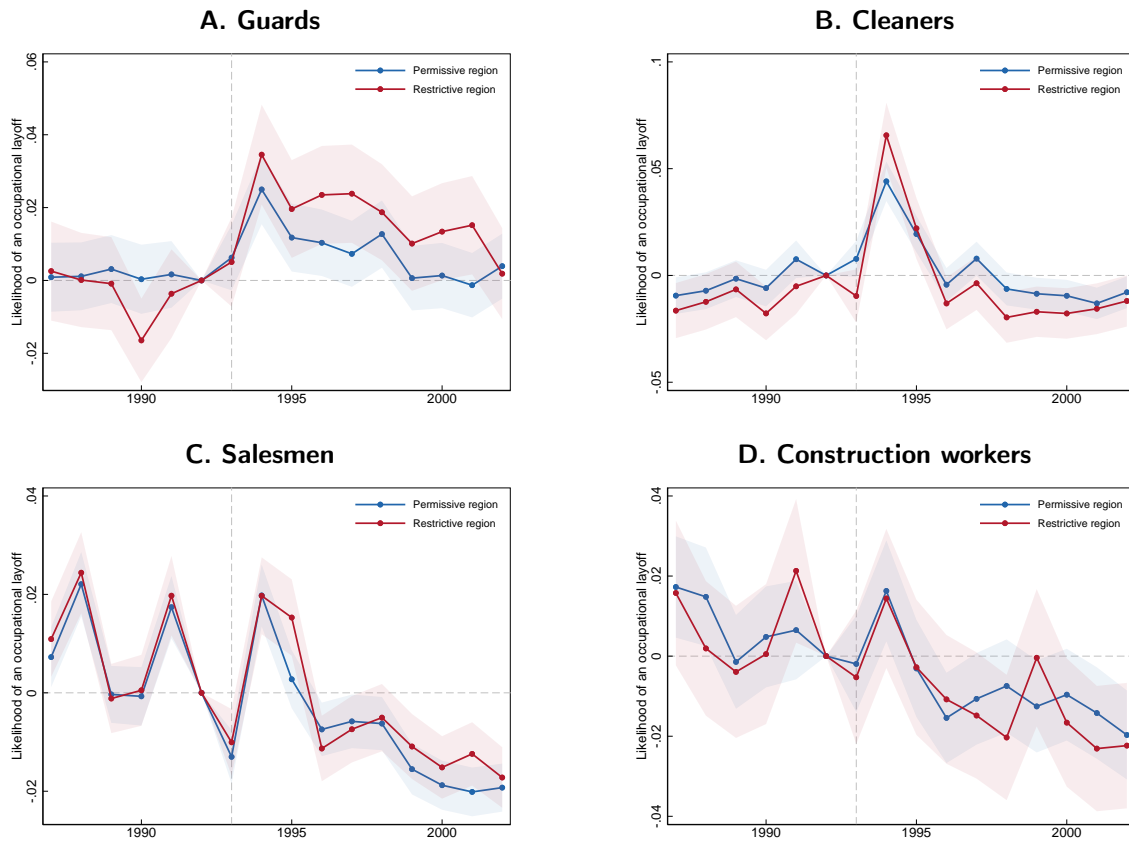 A. Guards
Likelihood of an occupational layoff
.06
.04
.02
0
-.02
Permissive region
Restrictive region
1990
1995
2000
B. Cleaners
Likelihood of an occupational layoff
.1
.05
0
-.05
Permissive region
Restrictive region
1990
1995
2000
C. Salesmen
Likelihood of an occupational layoff
.04
.02
0
-.02
Permissive region
Restrictive region
1990
1995
2000
D. Construction workers
Likelihood of an occupational layoff
.04
.02
0
-.02
-.04
Permissive region
Restrictive region
1990
1995
2000